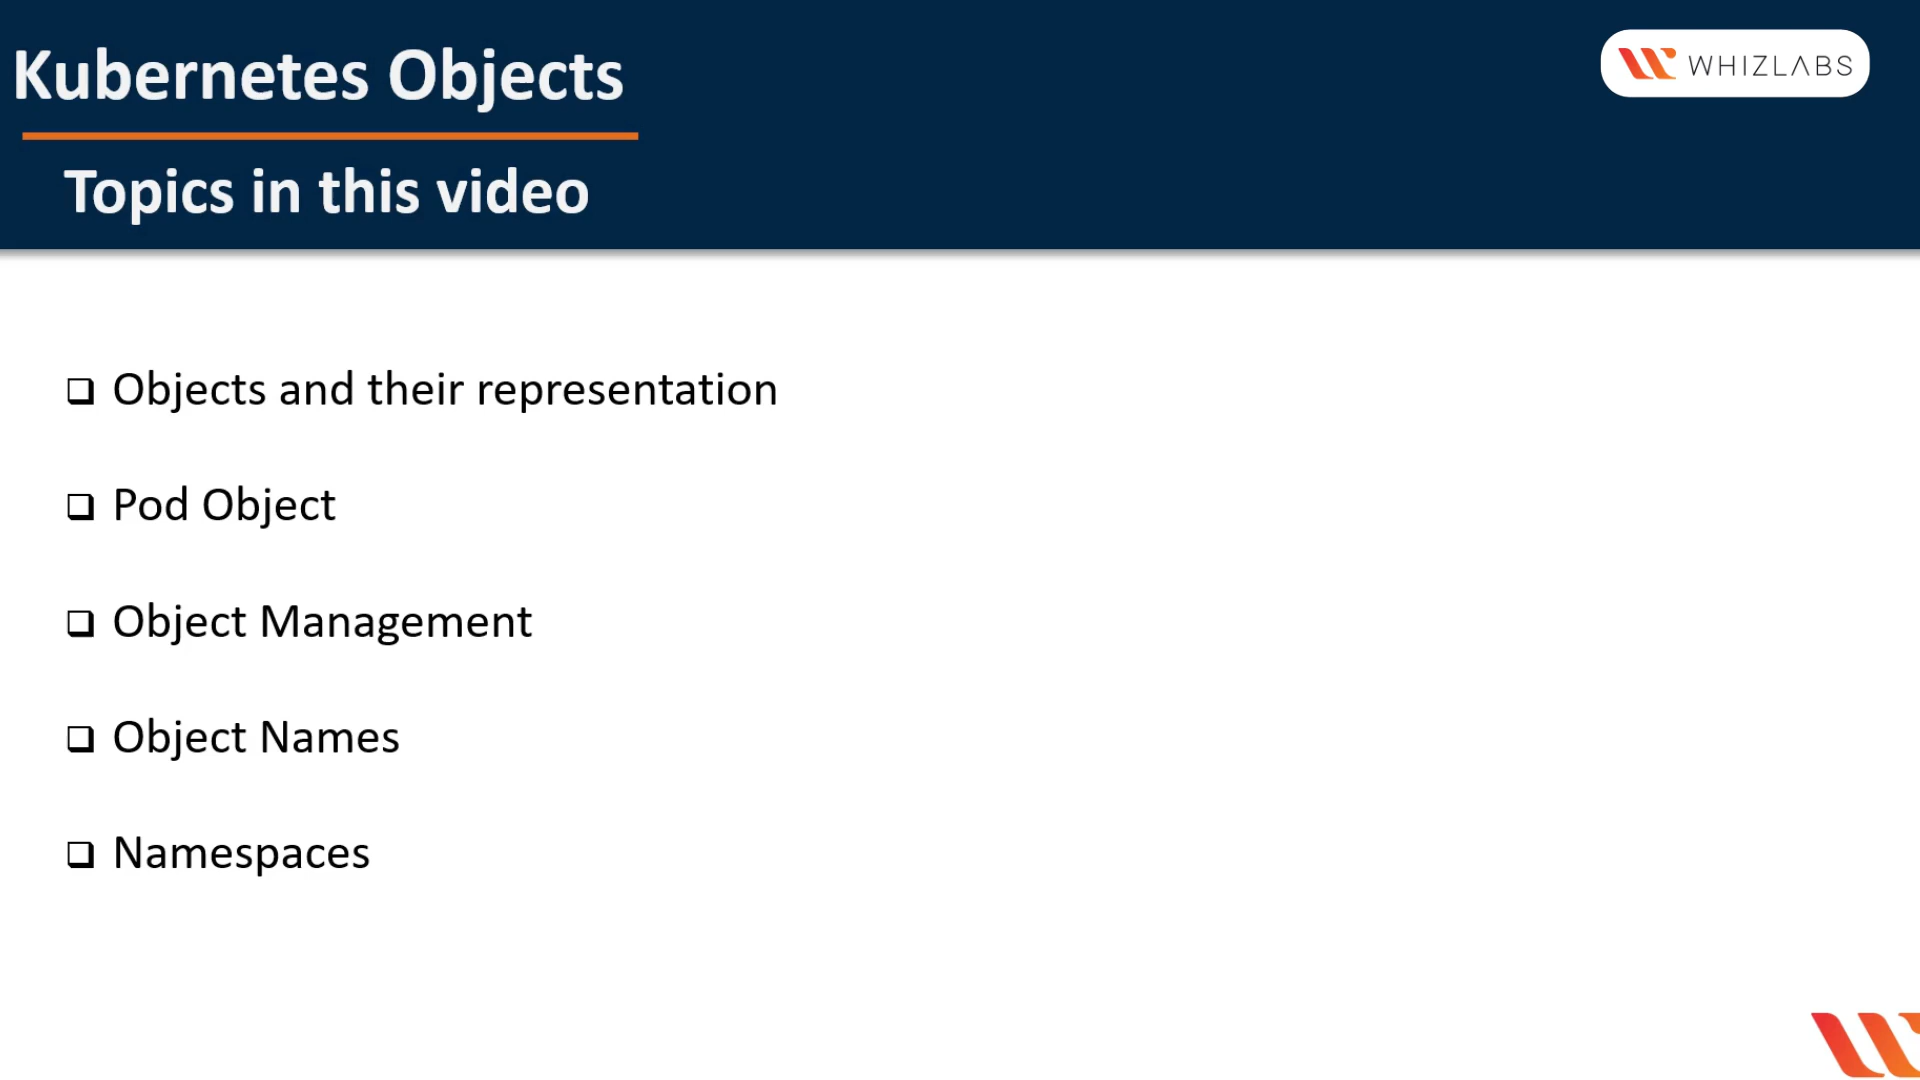 Kubernetes Objects
WHIZLABS
Topics in this video
Objects and their representation
Pod Object
Object Management
Object Names
Namespaces